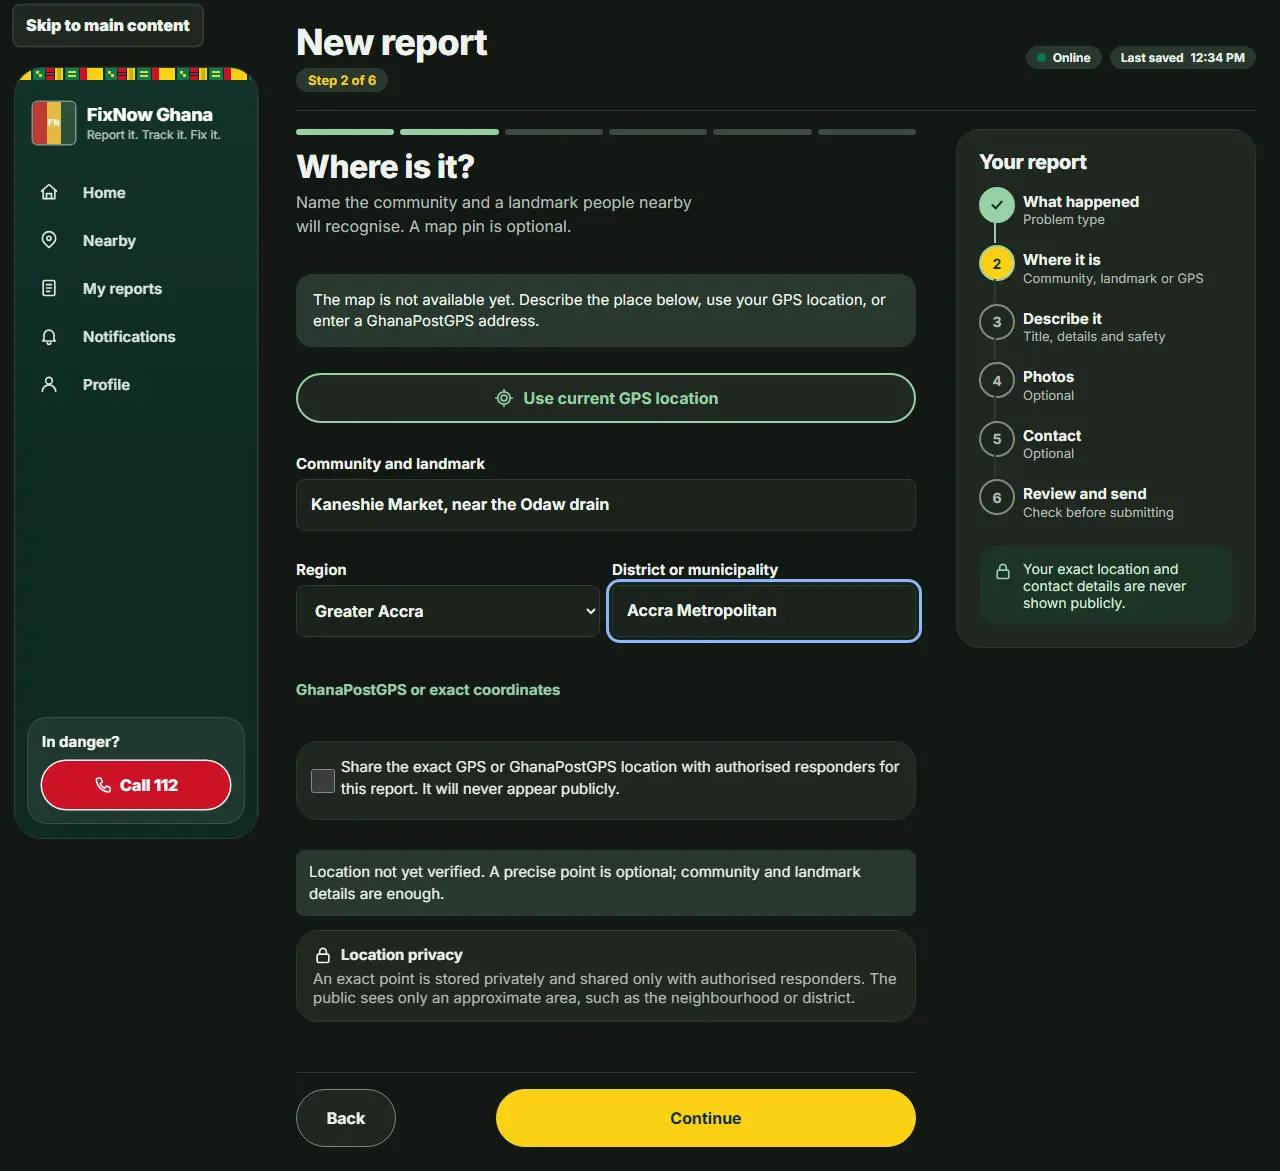 Skip to main content
FN
FixNow Ghana
Report it. Track it. Fix it.
Home
Nearby
My reports
Notifications
Profile
In danger?
Call 112
New report
Step 2 of 6
Online
Last saved 12:34 PM
Where is it?
Name the community and a landmark people nearby
will recognise. A map pin is optional.
The map is not available yet. Describe the place below, use your GPS location, or
enter a GhanaPostGPS address.
Use current GPS location
Community and landmark
Kaneshie Market, near the Odaw drain
Region
Greater Accra
District or municipality
Accra Metropolitan
GhanaPostGPS or exact coordinates
Share the exact GPS or GhanaPostGPS location with authorised responders for
this report. It will never appear publicly.
Location not yet verified. A precise point is optional; community and landmark
details are enough.
Location privacy
An exact point is stored privately and shared only with authorised responders. The
public sees only an approximate area, such as the neighbourhood or district.
Back
Continue
Your report
What happened
Problem type
2
Where it is
Community, landmark or GPS
3
Describe it
Title, details and safety
4
Photos
Optional
5
Contact
Optional
6
Review and send
Check before submitting
Your exact location and
contact details are never
shown publicly.